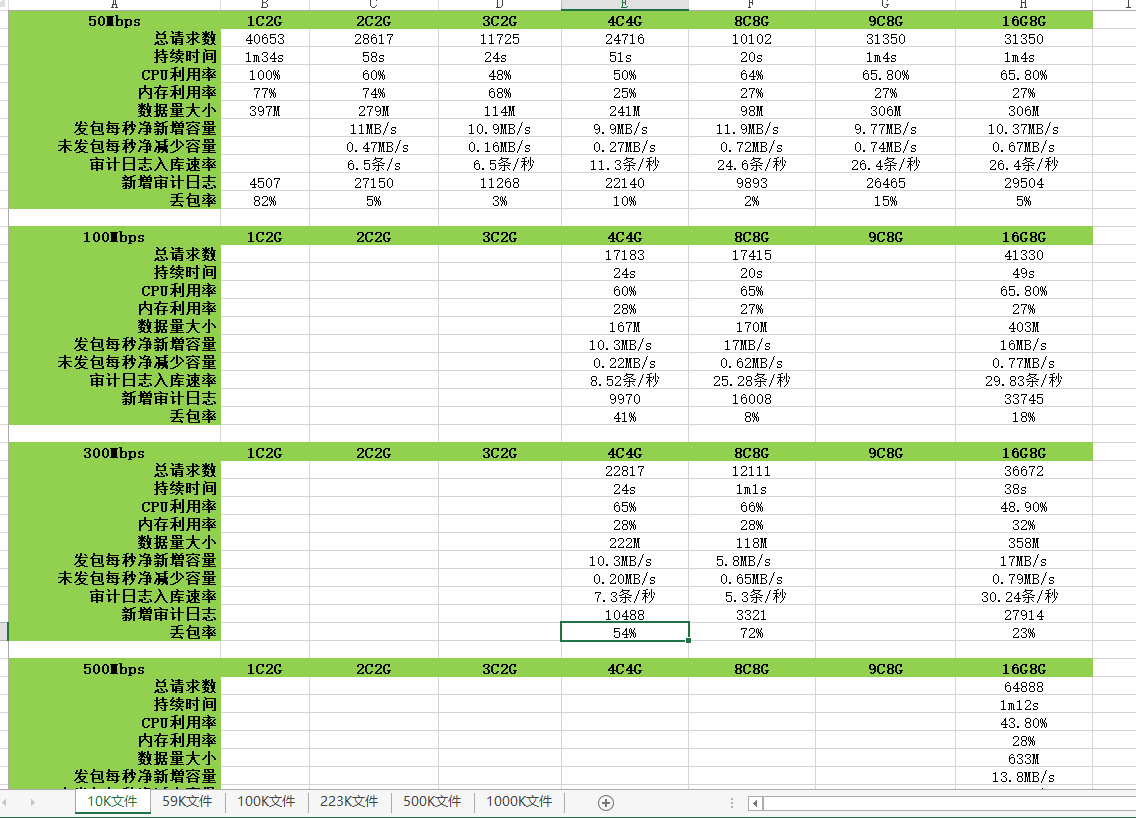 A B C D E F G H I
50Mbps 1C2G 2C2G 3C2G 4C4G 8C8G 9C8G 16G8G
总请求数 40653 28617 11725 24716 10102 31350 31350
持续时间 1m34s 58s 24s 51s 20s 1m4s 1m4s
CPU利用率 100% 60% 48% 50% 64% 65.80% 65.80%
内存利用率 77% 74% 68% 25% 27% 27% 27%
数据量大小 397M 279M 114M 241M 98M 306M 306M
发包每秒净新增容量 11MB/s 10.9MB/s 9.9MB/s 11.9MB/s 9.77MB/s 10.37MB/s
未发包每秒净减少容量 0.47MB/s 0.16MB/s 0.27MB/s 0.72MB/s 0.74MB/s 0.67MB/s
审计日志入库速率 6.5条/s 6.5条/秒 11.3条/秒 24.6条/秒 26.4条/秒 26.4条/秒
新增审计日志 4507 27150 11268 22140 9893 26465 29504
丢包率 82% 5% 3% 10% 2% 15% 5%
100Mbps 1C2G 2C2G 3C2G 4C4G 8C8G 9C8G 16G8G
总请求数 17183 17415 41330
持续时间 24s 20s 49s
CPU利用率 60% 65% 65.80%
内存利用率 28% 27% 27%
数据量大小 167M 170M 403M
发包每秒净新增容量 10.3MB/s 17MB/s 16MB/s
未发包每秒净减少容量 0.22MB/s 0.62MB/s 0.77MB/s
审计日志入库速率 8.52条/秒 25.28条/秒 29.83条/秒
新增审计日志 9970 16008 33745
丢包率 41% 8% 18%
300Mbps 1C2G 2C2G 3C2G 4C4G 8C8G 9C8G 16G8G
总请求数 22817 12111 36672
持续时间 24s 1m1s 38s
CPU利用率 65% 66% 48.90%
内存利用率 28% 28% 32%
数据量大小 222M 118M 358M
发包每秒净新增容量 10.3MB/s 5.8MB/s 17MB/s
未发包每秒净减少容量 0.20MB/s 0.65MB/s 0.79MB/s
审计日志入库速率 7.3条/秒 5.3条/秒 30.24条/秒
新增审计日志 10488 3321 27914
丢包率 54% 72% 23%
500Mbps 1C2G 2C2G 3C2G 4C4G 8C8G 9C8G 16G8G
总请求数 64888
持续时间 1m12s
CPU利用率 43.80%
内存利用率 28%
数据量大小 633M
发包每秒净新增容量 13.8MB/s
10K文件 59K文件 100K文件 223K文件 500K文件 1000K文件